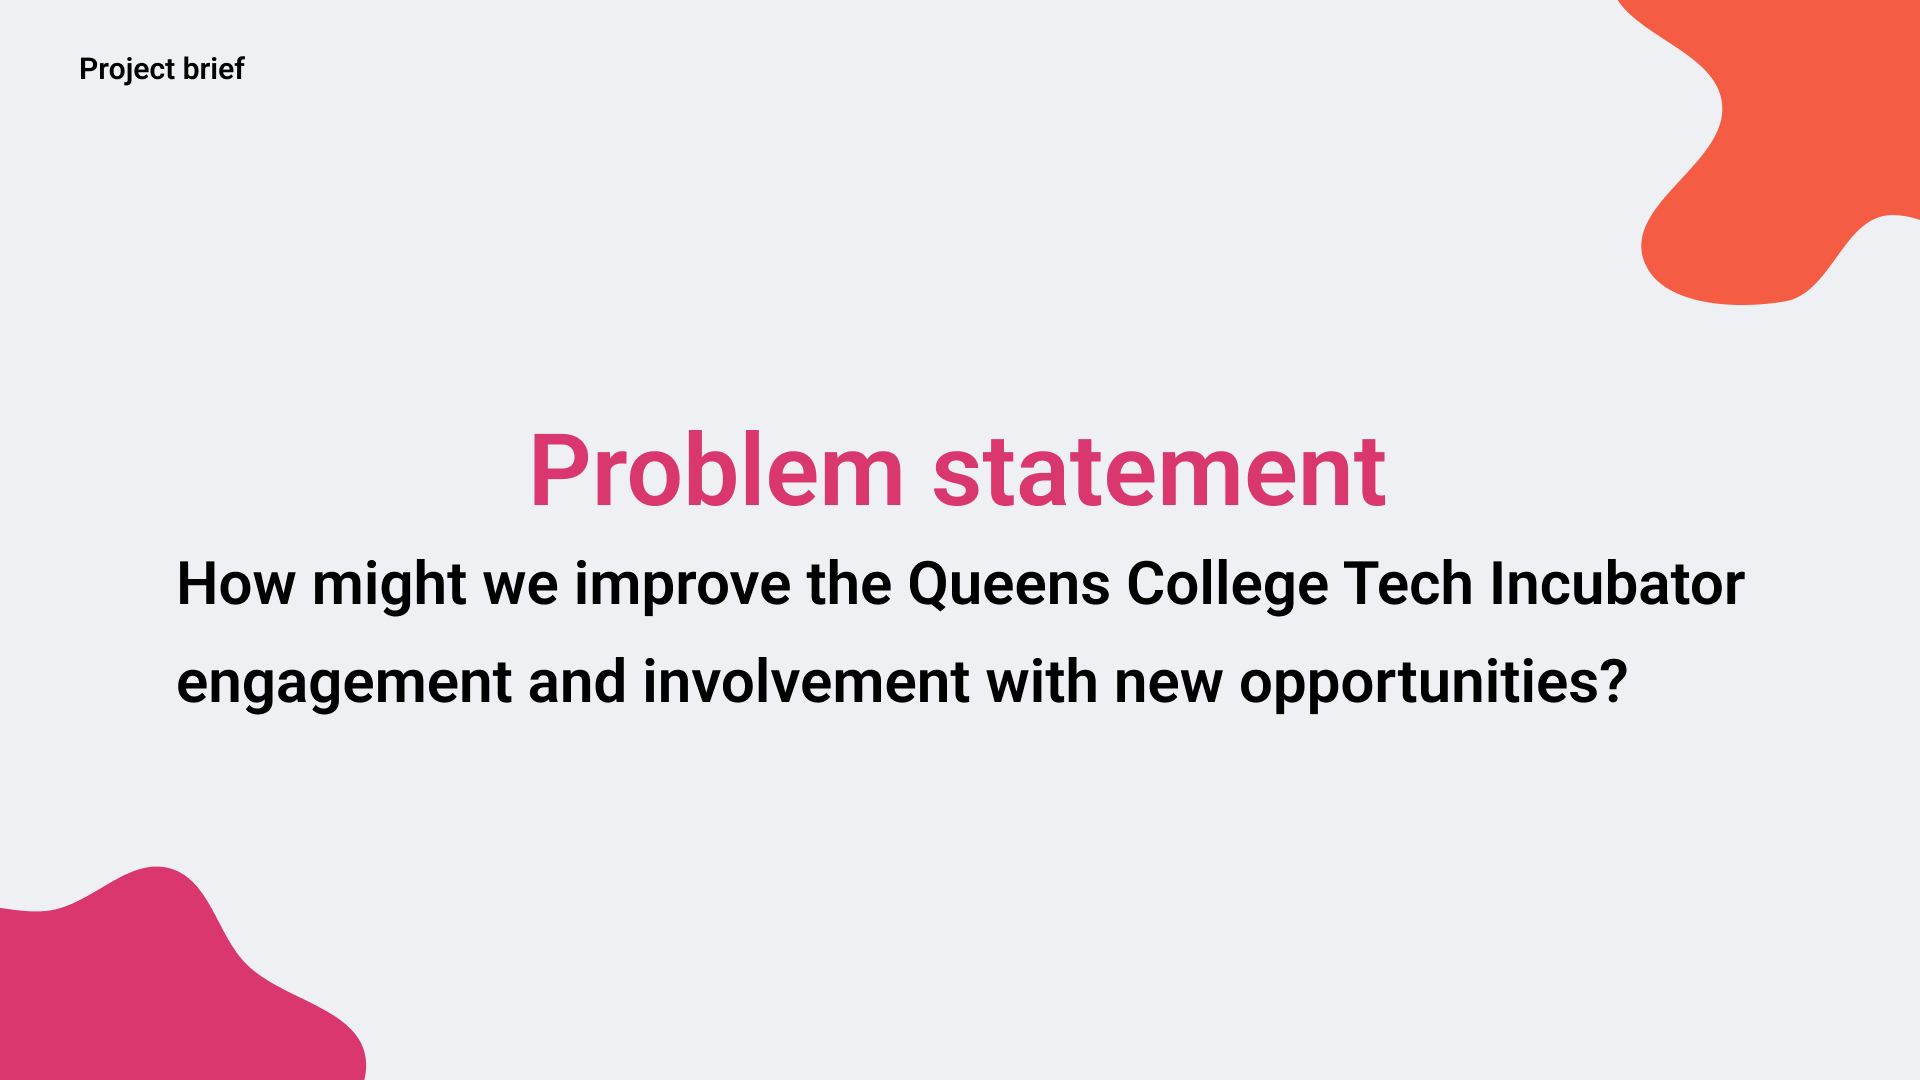 Project brief
Problem statement
How might we improve the Queens College Tech Incubator
engagement and involvement with new opportunities?